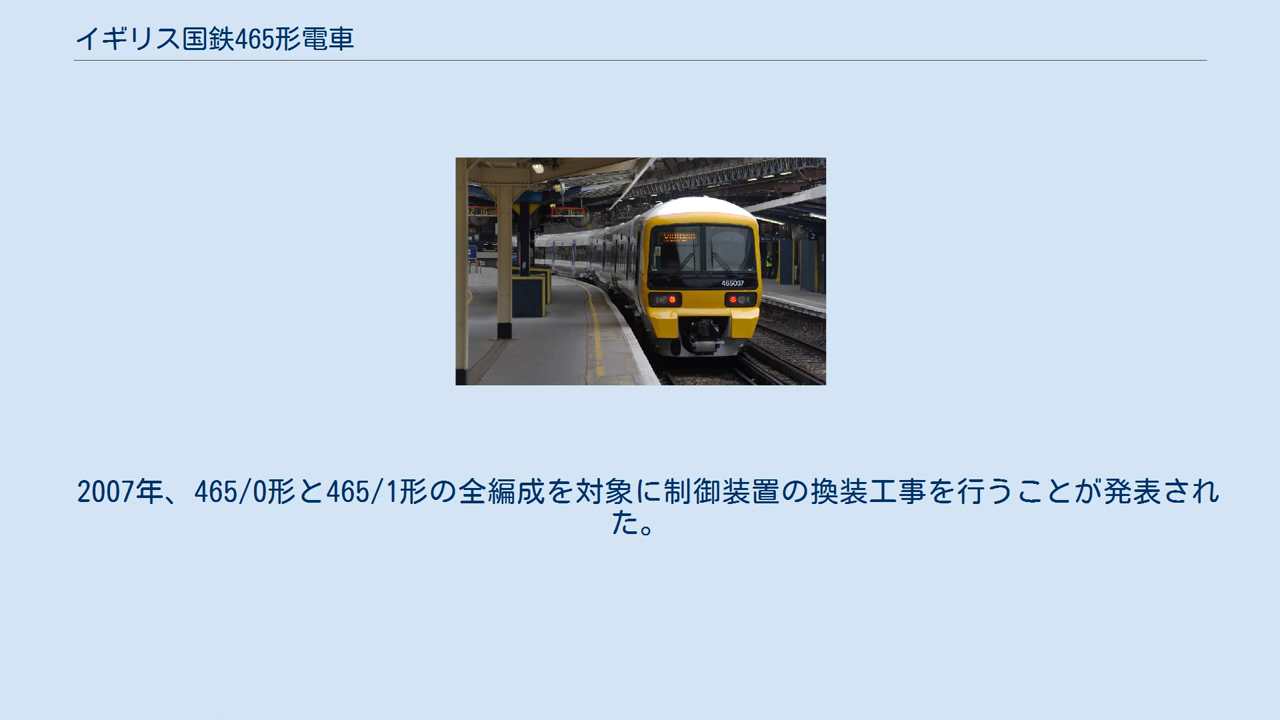 イギリス国鉄465形電車
465037
2
2007年、465/0形と465/1形の全編成を対象に制御装置の換装工事を行うことが発表され
た。